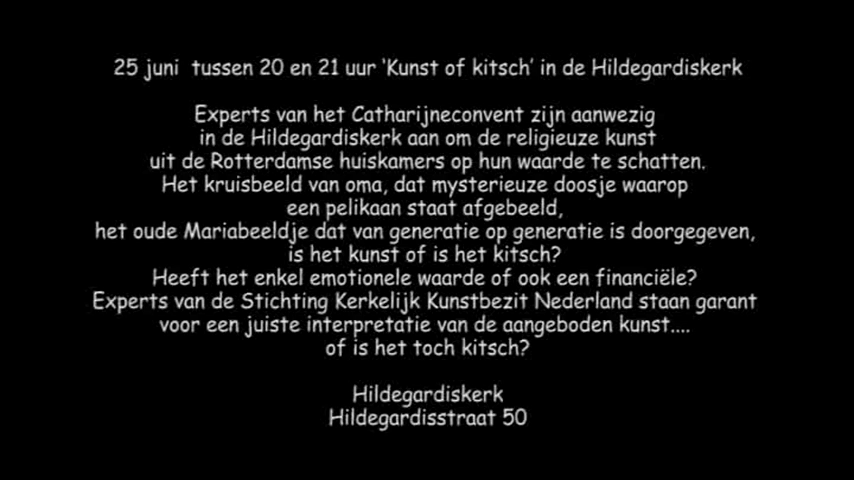 25 juni tussen 20 en 21 uur ‘Kunst of kitsch’ in de Hildegardiskerk
Experts van het Catharijneconvent zijn aanwezig
in de Hildegardiskerk aan om de religieuze kunst
uit de Rotterdamse huiskamers op hun waarde te schatten.
Het kruisbeeld van oma, dat mysterieuze doosje waarop
een pelikaan staat afgebeeld,
het oude Mariabeeldje dat van generatie op generatie is doorgegeven,
is het kunst of is het kitsch?
Heeft het enkel emotionele waarde of ook een financiële?
Experts van de Stichting Kerkelijk Kunstbezit Nederland staan garant
voor een juiste interpretatie van de aangeboden kunst....
of is het toch kitsch?
Hildegardiskerk
Hildegardisstraat 50